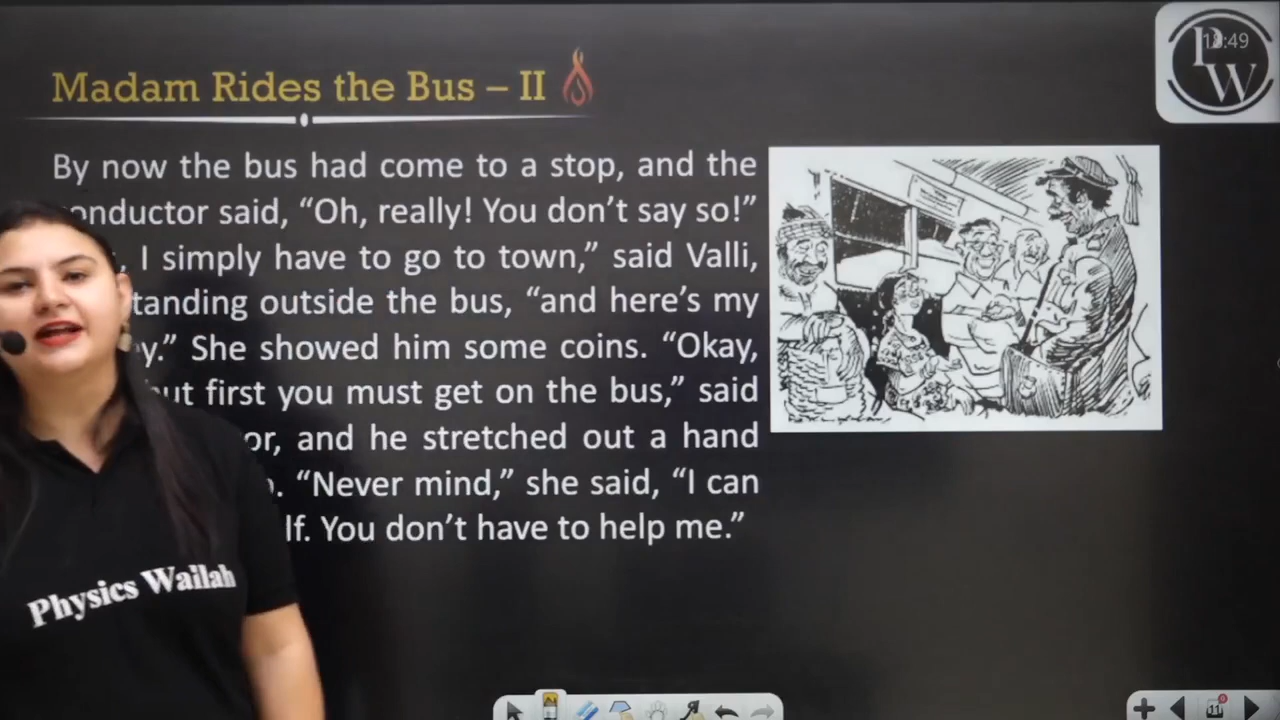 Madam Rides the Bus – II
By now the bus had come to a stop, and the
onductor said, “Oh, really! You don’t say so!”
, I simply have to go to town,” said Valli,
tanding outside the bus, “and here’s my
y.” She showed him some coins. “Okay,
ut first you must get on the bus,” said
or, and he stretched out a hand
. “Never mind,” she said, “I can
lf. You don’t have to help me.”
Physics Wallah
PW
11